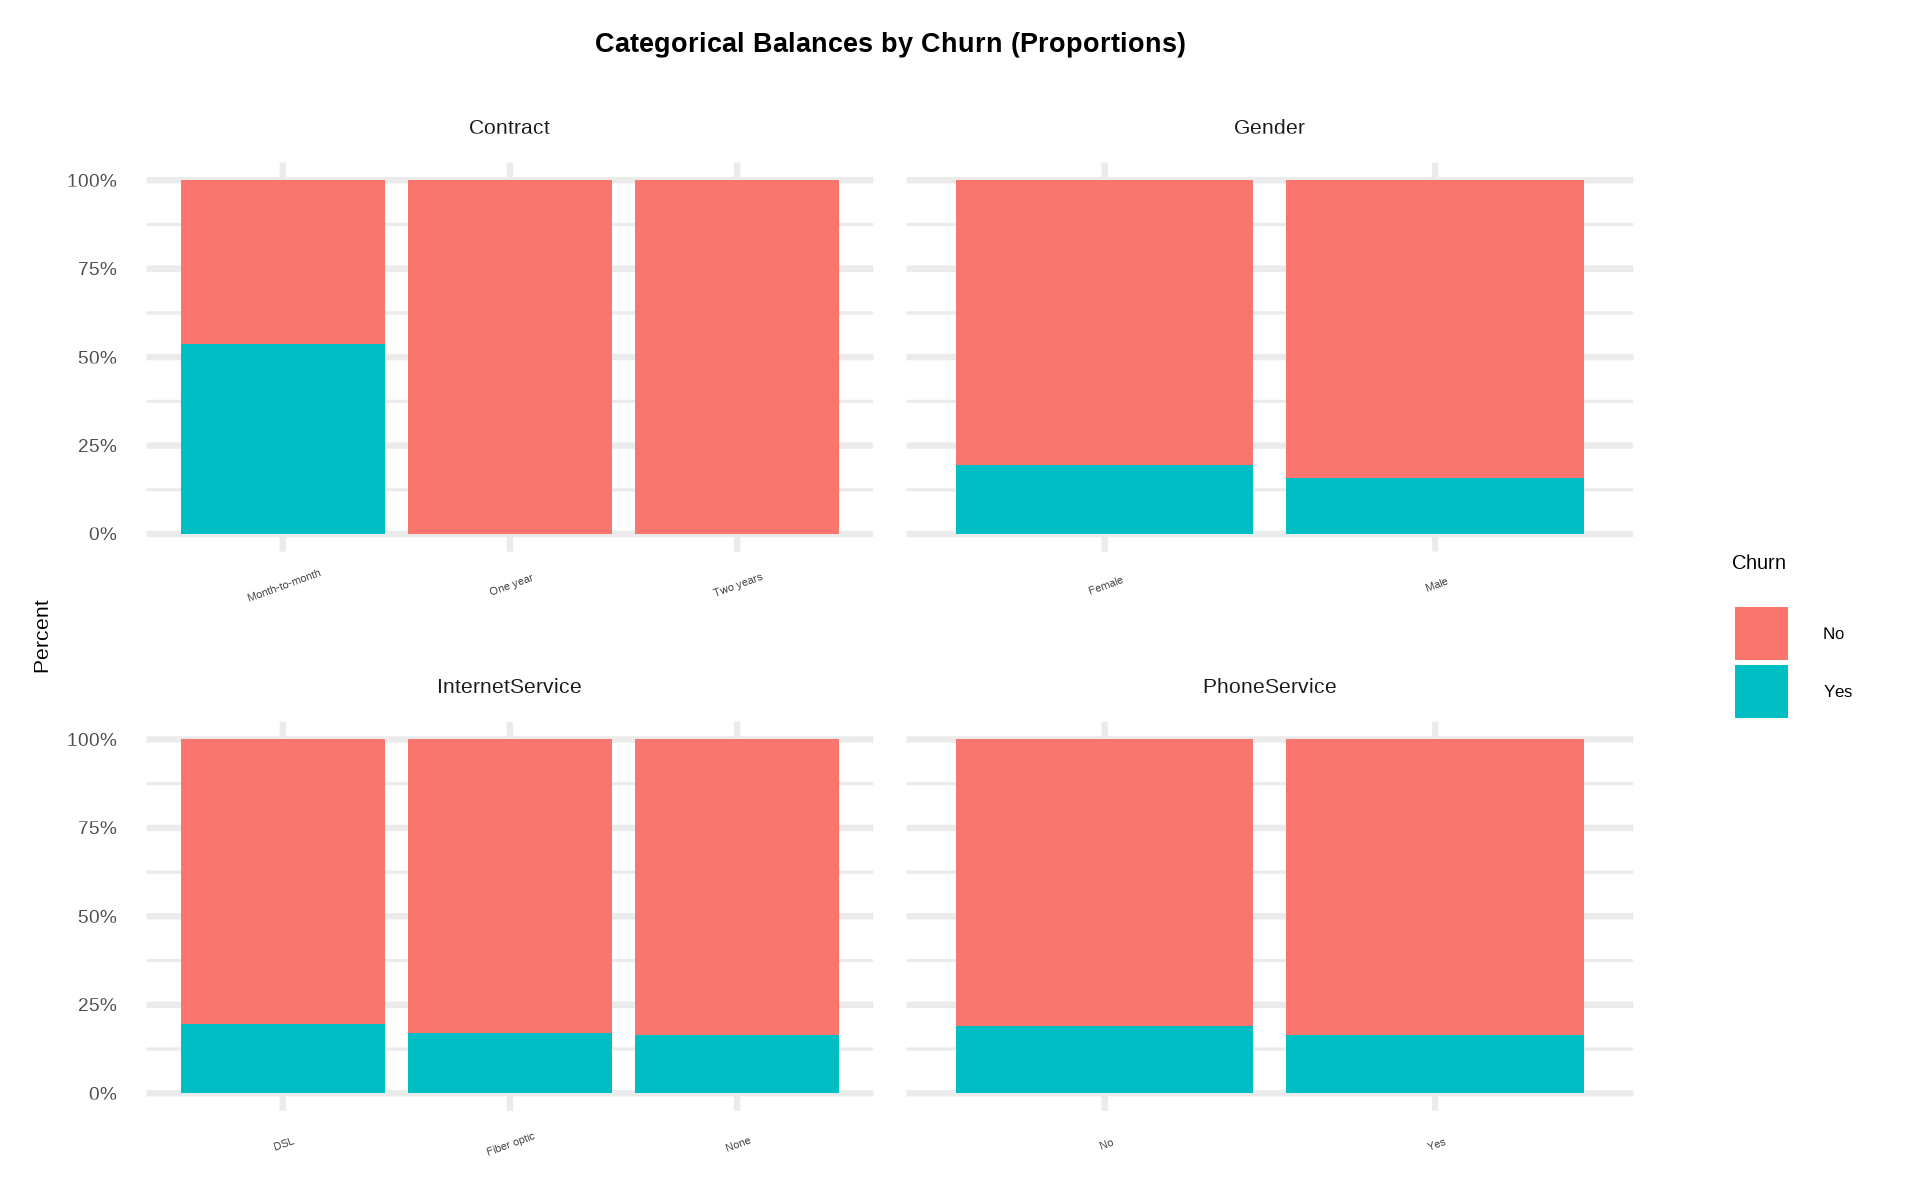 Categorical Balances by Churn (Proportions)
Contract
Gender
100%
75%
50%
25%
0%
Month-to-month
One year
Two years
Female
Male
Percent
InternetService
PhoneService
100%
75%
50%
25%
0%
DSL
Fiber optic
None
No
Yes
Churn
No
Yes